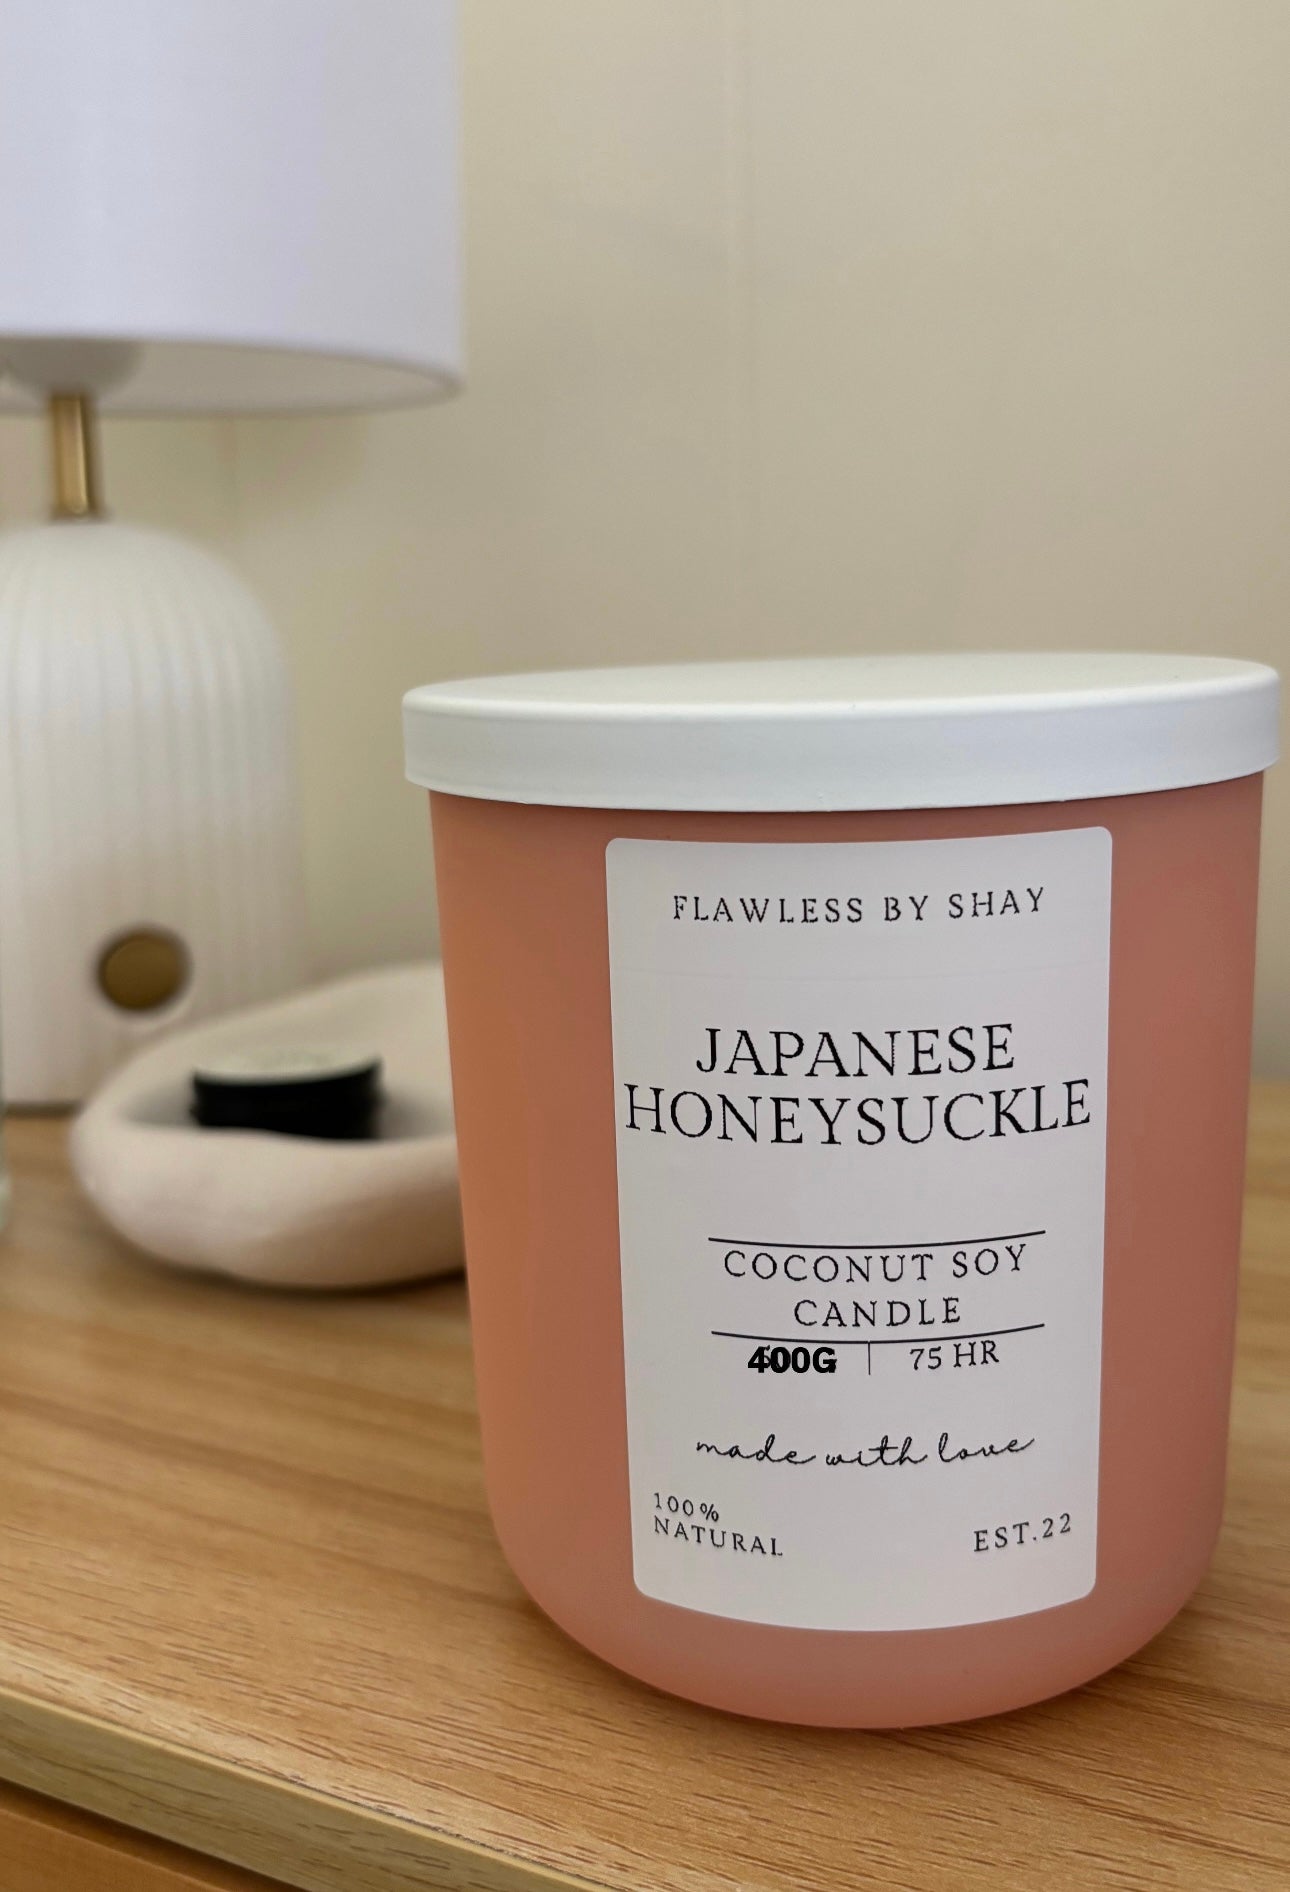 FLAWLESS BY SHAY
JAPANESE
HONEYSUCKLE
COCONUT SOY
CANDLE
400G | 75 HR
made with love
100%
NATURAL
EST.22